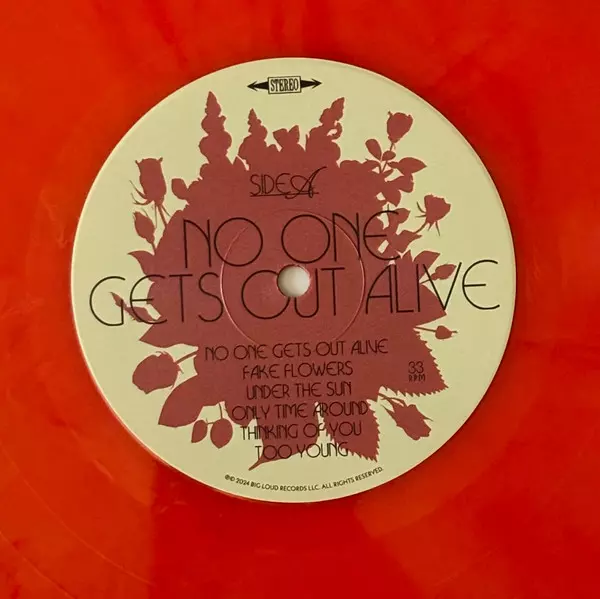 STEREO
SIDE A
NO ONE
GETS OUT ALIVE
NO ONE GETS OUT ALIVE
FAKE FLOWERS
33
RPM
UNDER THE SUN
ONLY TIME AROUND
THINKING OF YOU
TOO YOUNG
℗© 2024 BIG LOUD RECORDS LLC. ALL RIGHTS RESERVED.